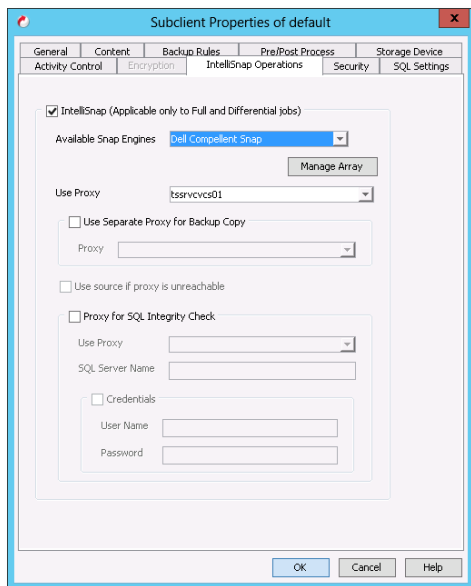 Subclient Properties of default
x
General Content Backup Rules Pre/Post Process Storage Device
Activity Control Encryption IntelliSnap Operations Security SQL Settings
IntelliSnap (Applicable only to Full and Differential jobs)
Available Snap Engines Dell Compellent Snap
Manage Array
Use Proxy tssrvcvcs01
Use Separate Proxy for Backup Copy
Proxy
Use source if proxy is unreachable
Proxy for SQL Integrity Check
Use Proxy
SQL Server Name
Credentials
User Name
Password
OK Cancel Help